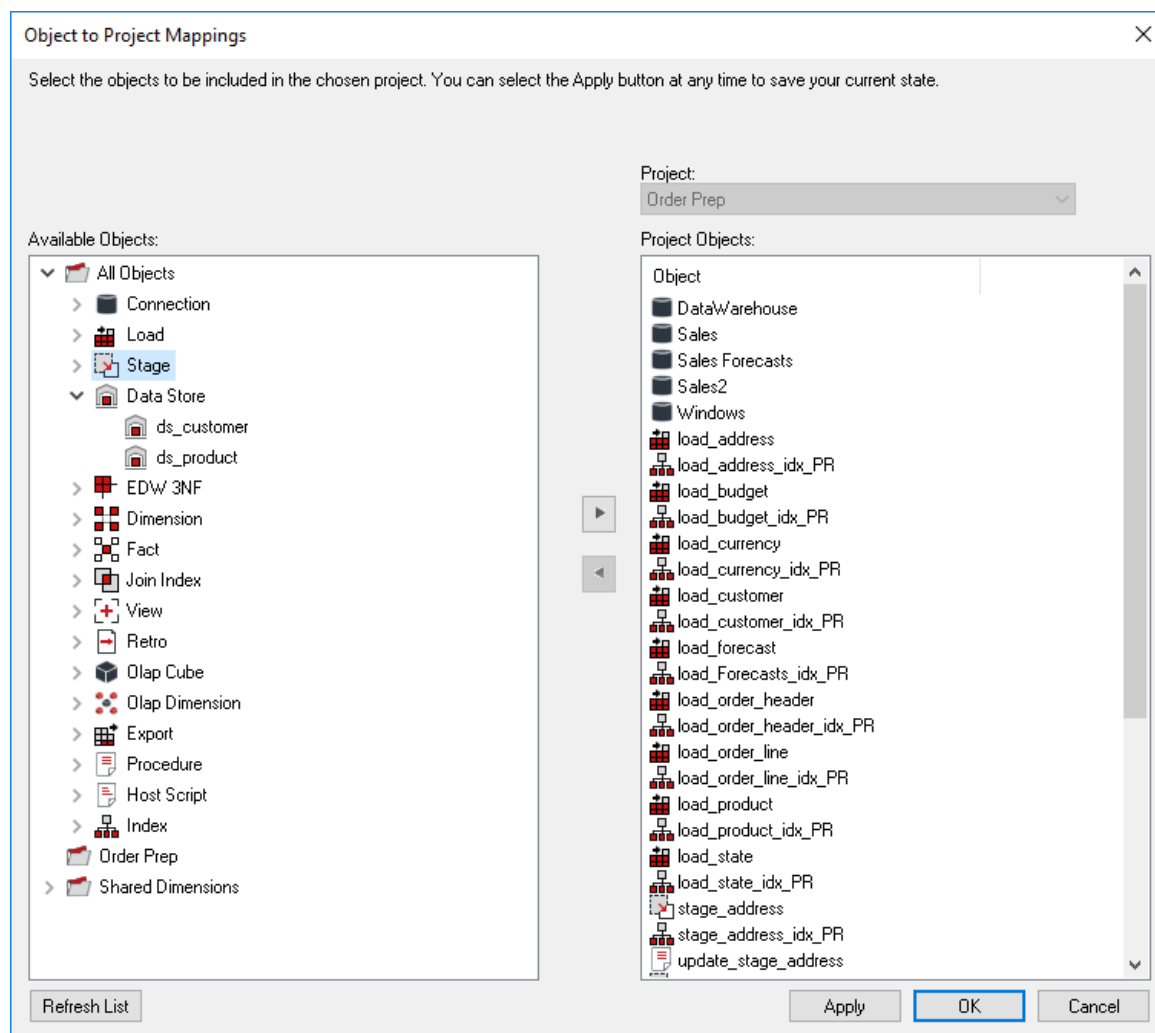 Object to Project Mappings
Select the objects to be included in the chosen project. You can select the Apply button at any time to save your current state.
Project:
Order Prep
Available Objects:
All Objects
Connection
Load
Stage
Data Store
ds_customer
ds_product
EDW 3NF
Dimension
Fact
Join Index
View
Retro
Olap Cube
Olap Dimension
Export
Procedure
Host Script
Index
Order Prep
Shared Dimensions
Project Objects:
Object
DataWarehouse
Sales
Sales Forecasts
Sales2
Windows
load_address
load_address_idx_PR
load_budget
load_budget_idx_PR
load_currency
load_currency_idx_PR
load_customer
load_customer_idx_PR
load_forecast
load_Forecasts_idx_PR
load_order_header
load_order_header_idx_PR
load_order_line
load_order_line_idx_PR
load_product
load_product_idx_PR
load_state
load_state_idx_PR
stage_address
stage_address_idx_PR
update_stage_address
Refresh List
Apply
OK
Cancel